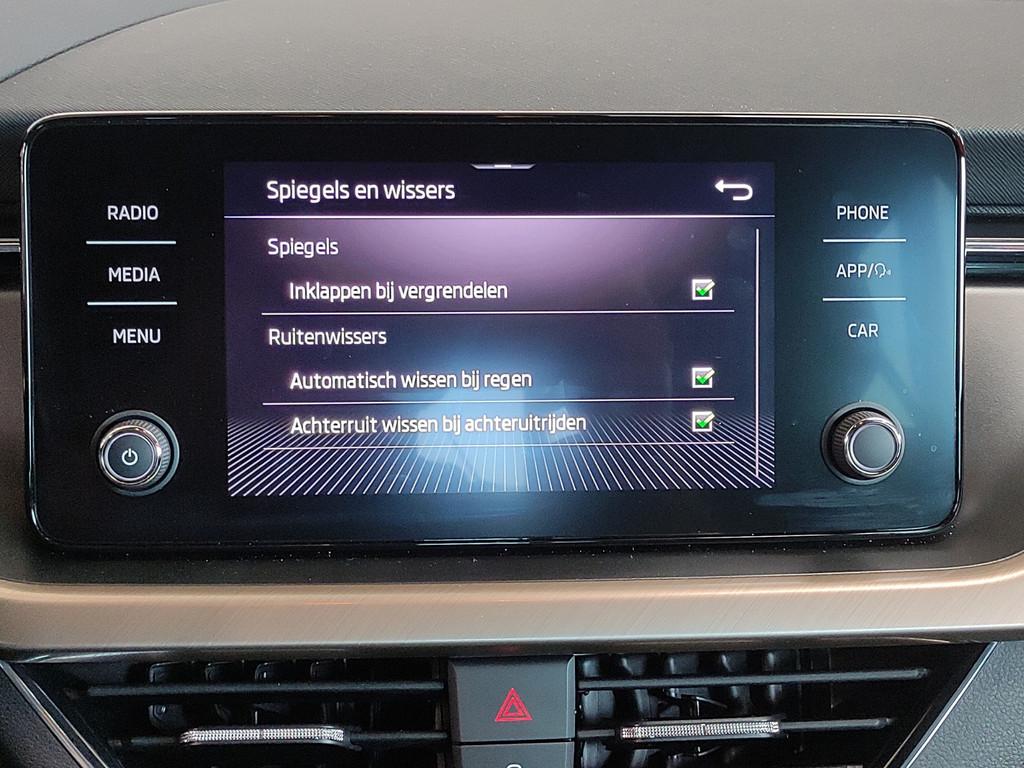 Spiegels en wissers
RADIO
MEDIA
MENU
Spiegels
Inklappen bij vergrendelen
Ruitenwissers
Automatisch wissen bij regen
Achterruit wissen bij achteruitrijden
PHONE
APP/
CAR